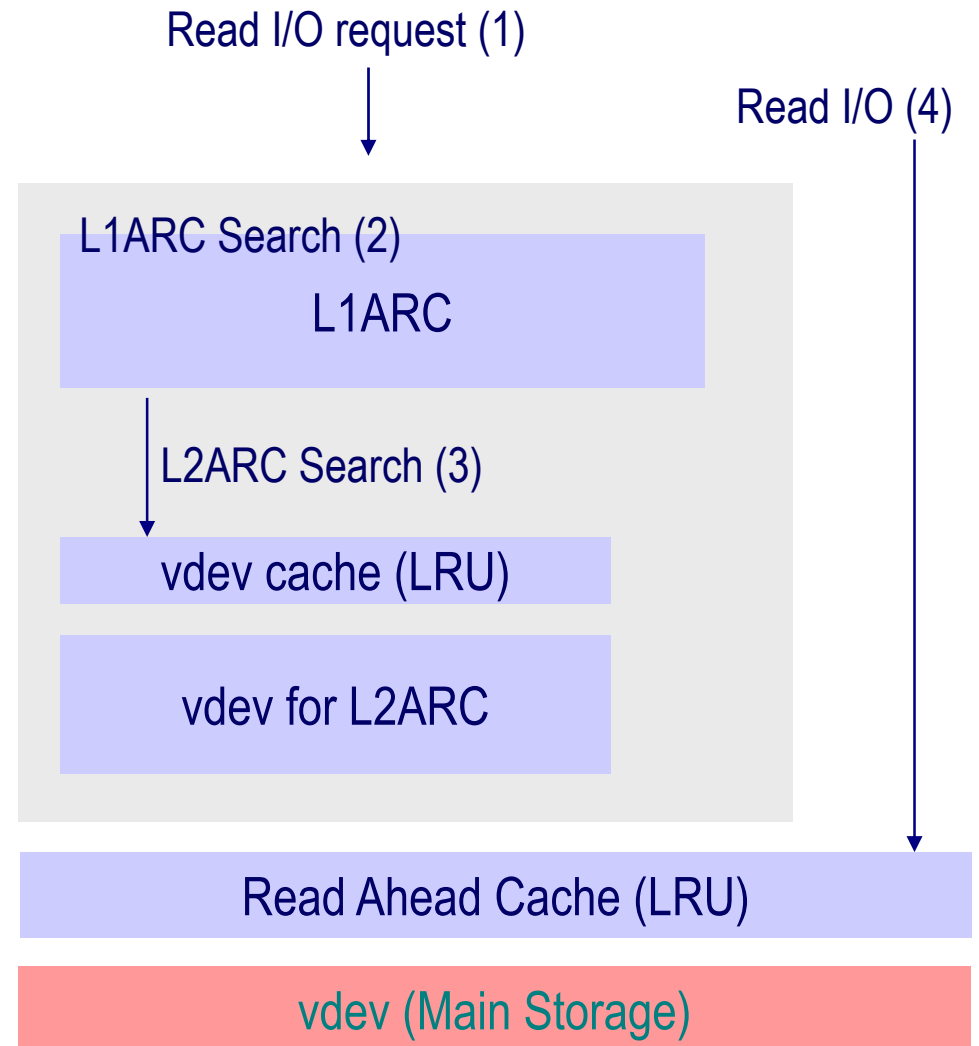 Read I/O request (1)
Read I/O (4)
L1ARC Search (2)
L1ARC
L2ARC Search (3)
vdev cache (LRU)
vdev for L2ARC
Read Ahead Cache (LRU)
vdev (Main Storage)